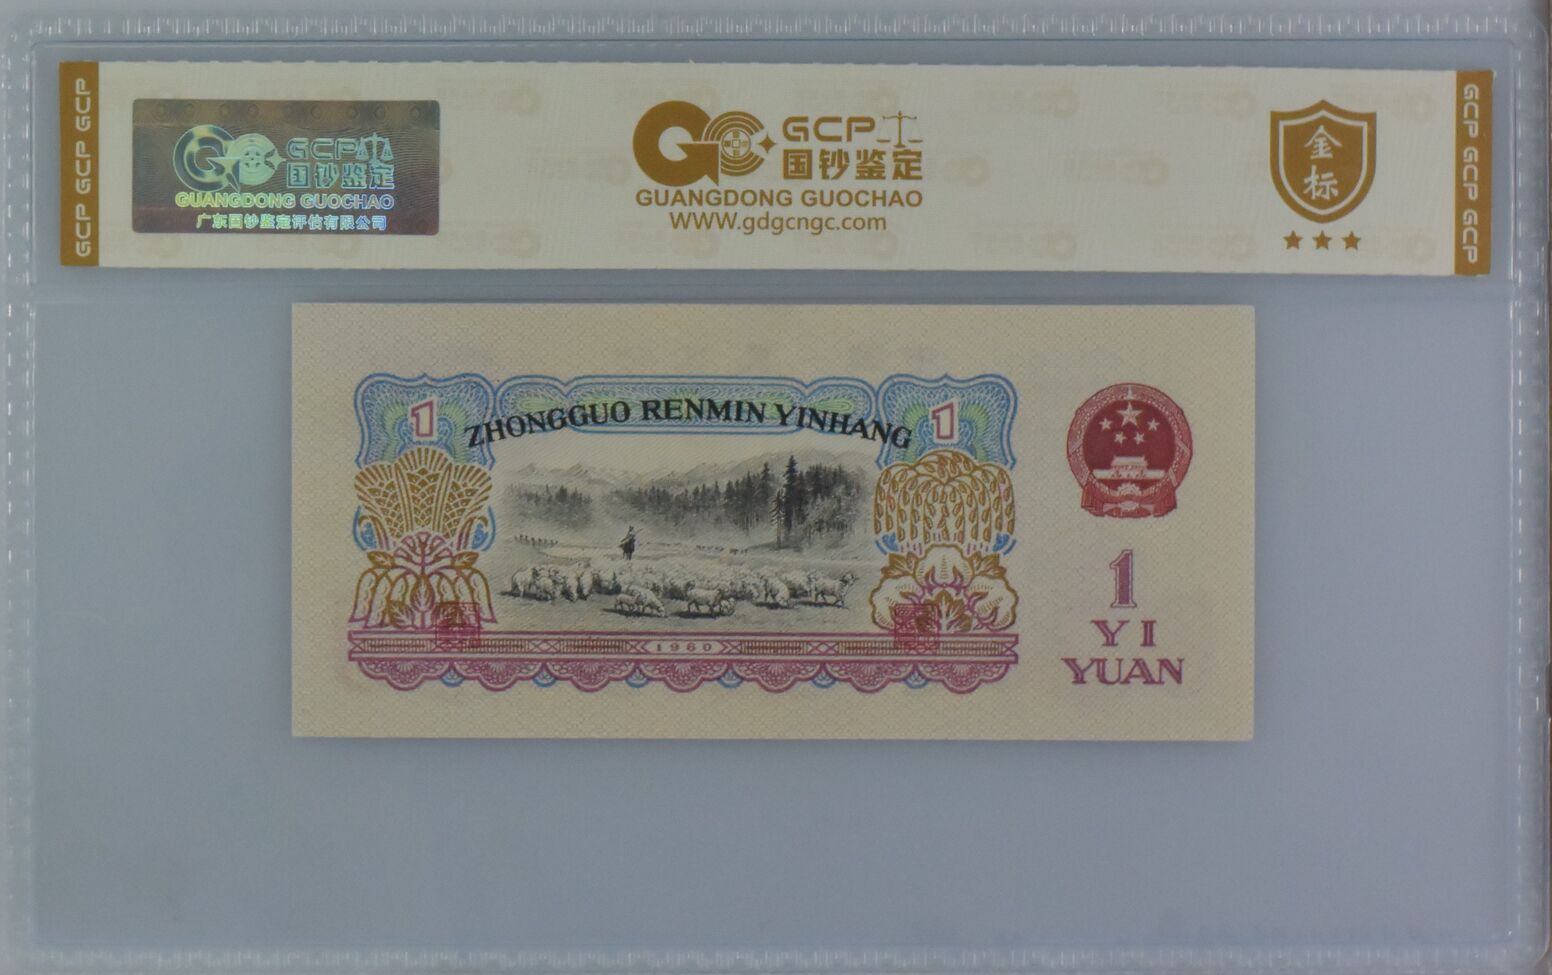 GCP GCP GCP
GCP
国钞鉴定
GUANGDONG GUOCHAO
广东国钞鉴定评估有限公司
GCP
国钞鉴定
GUANGDONG GUOCHAO
WWW.gdgcngc.com
金
标
GCP GCP GCP
1
ZHONGGUO RENMIN YINHANG
1
1960
1
YI
YUAN